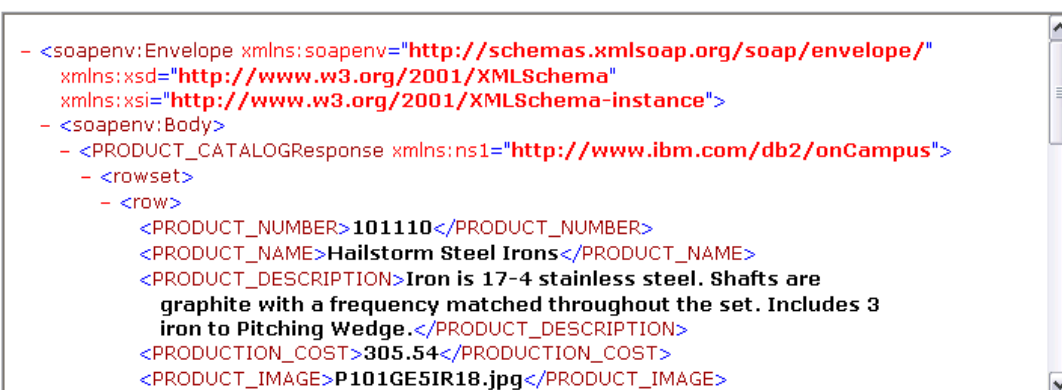 - <soapenv:Envelope xmlns:soapenv="http://schemas.xmlsoap.org/soap/envelope/"
xmlns:xsd="http://www.w3.org/2001/XMLSchema"
xmlns:xsi="http://www.w3.org/2001/XMLSchema-instance">
- <soapenv:Body>
- <PRODUCT_CATALOGResponse xmlns:ns1="http://www.ibm.com/db2/onCampus">
- <rowset>
- <row>
<PRODUCT_NUMBER>101110</PRODUCT_NUMBER>
<PRODUCT_NAME>Hailstorm Steel Irons</PRODUCT_NAME>
<PRODUCT_DESCRIPTION>Iron is 17-4 stainless steel. Shafts are
graphite with a frequency matched throughout the set. Includes 3
iron to Pitching Wedge.</PRODUCT_DESCRIPTION>
<PRODUCTION_COST>305.54</PRODUCTION_COST>
<PRODUCT_IMAGE>P101GE5IR18.jpg</PRODUCT_IMAGE>